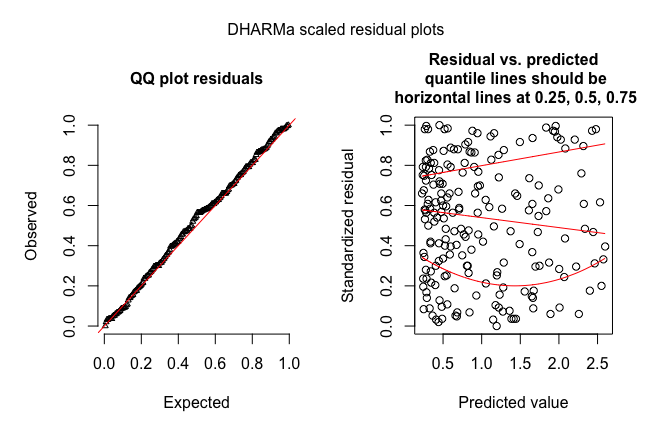 DHARMa scaled residual plots
QQ plot residuals
Observed
0.0 0.2 0.4 0.6 0.8 1.0
0.0 0.2 0.4 0.6 0.8 1.0
Expected
Residual vs. predicted
quantile lines should be
horizontal lines at 0.25, 0.5, 0.75
Standardized residual
0.0 0.2 0.4 0.6 0.8 1.0
0.5 1.0 1.5 2.0 2.5
Predicted value